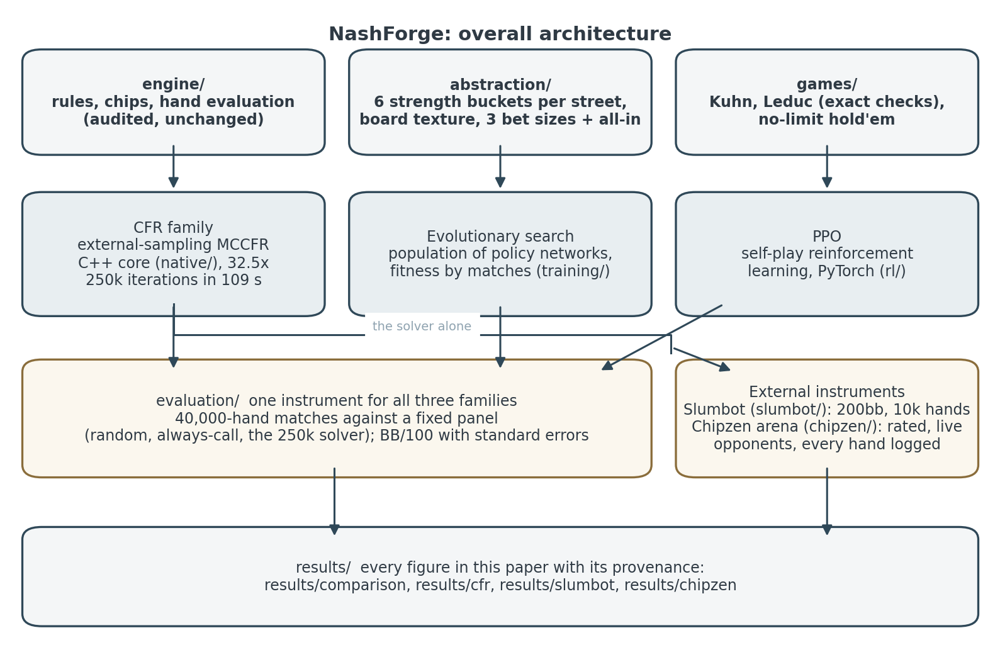 NashForge: overall architecture
engine/
rules, chips, hand evaluation
(audited, unchanged)
abstraction/
6 strength buckets per street,
board texture, 3 bet sizes + all-in
games/
Kuhn, Leduc (exact checks),
no-limit hold'em
CFR family
external-sampling MCCFR
C++ core (native/), 32.5x
250k iterations in 109 s
Evolutionary search
population of policy networks,
fitness by matches (training/)
PPO
self-play reinforcement
learning, PyTorch (rl/)
the solver alone
evaluation/  one instrument for all three families
40,000-hand matches against a fixed panel
(random, always-call, the 250k solver); BB/100 with standard errors
External instruments
Slumbot (slumbot/): 200bb, 10k hands
Chipzen arena (chipzen/): rated, live
opponents, every hand logged
results/  every figure in this paper with its provenance:
results/comparison, results/cfr, results/slumbot, results/chipzen